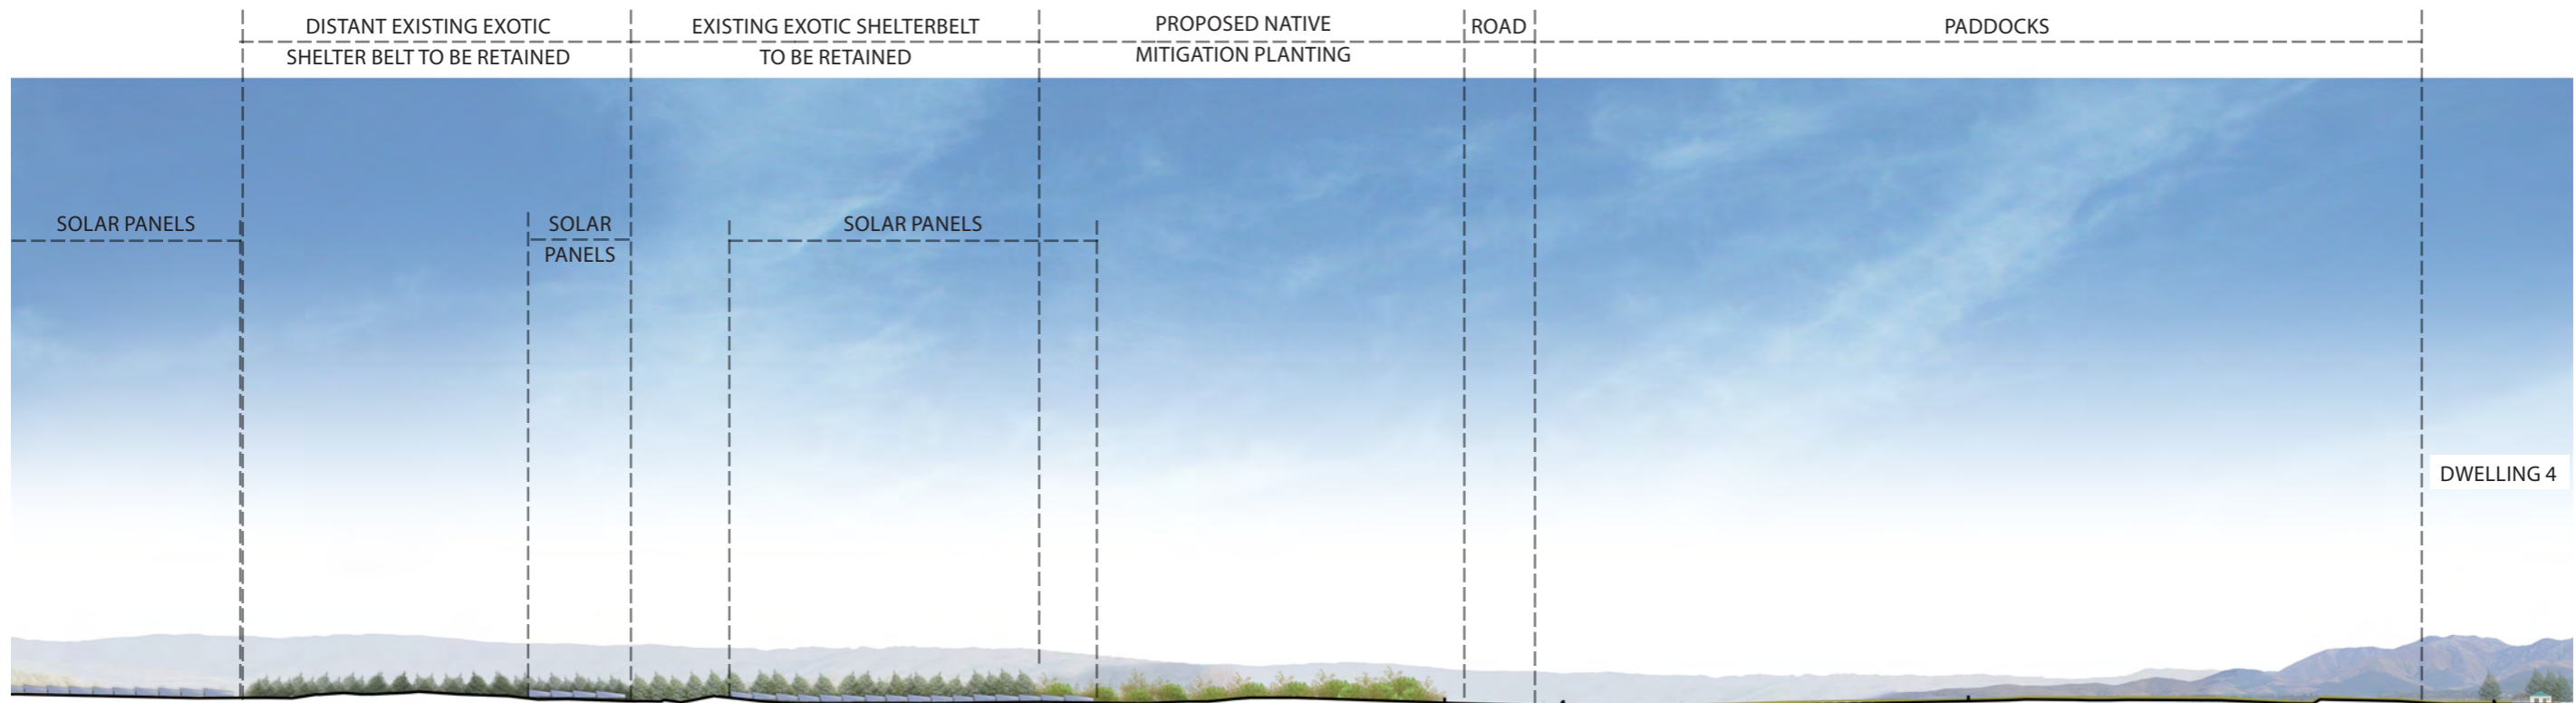 DISTANT EXISTING EXOTIC
SHELTER BELT TO BE RETAINED
EXISTING EXOTIC SHELTERBELT
TO BE RETAINED
PROPOSED NATIVE
MITIGATION PLANTING
ROAD
PADDOCKS
SOLAR PANELS
SOLAR
PANELS
SOLAR PANELS
DWELLING 4